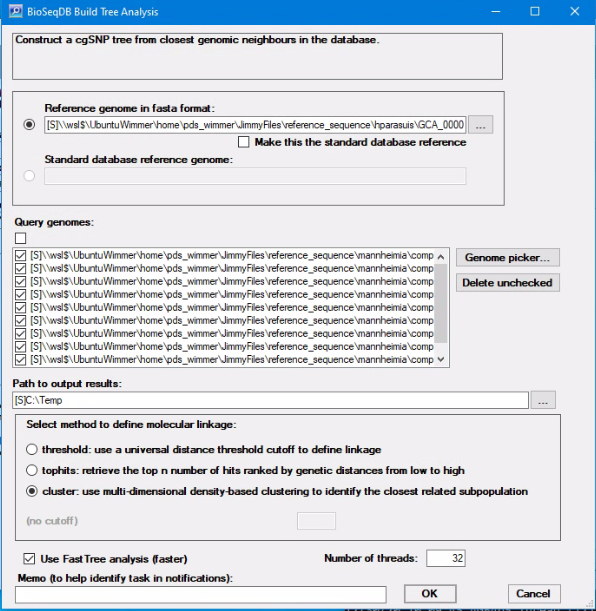 BioSeqDB Build Tree Analysis
Construct a cgSNP tree from closest genomic neighbours in the database.
Reference genome in fasta format:
[S]\\wsl$\UbuntuWimmer\home\pds_wimmer\JimmyFiles\reference_sequence\hparasuis\GCA_0000
...
Make this the standard database reference
Standard database reference genome:
Query genomes:
[S]\\wsl$\UbuntuWimmer\home\pds_wimmer\JimmyFiles\reference_sequence\mannheimia\comp
[S]\\wsl$\UbuntuWimmer\home\pds_wimmer\JimmyFiles\reference_sequence\mannheimia\comp
[S]\\wsl$\UbuntuWimmer\home\pds_wimmer\JimmyFiles\reference_sequence\mannheimia\comp
[S]\\wsl$\UbuntuWimmer\home\pds_wimmer\JimmyFiles\reference_sequence\mannheimia\comp
[S]\\wsl$\UbuntuWimmer\home\pds_wimmer\JimmyFiles\reference_sequence\mannheimia\comp
[S]\\wsl$\UbuntuWimmer\home\pds_wimmer\JimmyFiles\reference_sequence\mannheimia\comp
[S]\\wsl$\UbuntuWimmer\home\pds_wimmer\JimmyFiles\reference_sequence\mannheimia\comp
[S]\\wsl$\UbuntuWimmer\home\pds_wimmer\JimmyFiles\reference_sequence\mannheimia\comp
[S]\\wsl$\UbuntuWimmer\home\pds_wimmer\JimmyFiles\reference_sequence\mannheimia\comp
Genome picker...
Delete unchecked
Path to output results:
[S]C:\Temp
...
Select method to define molecular linkage:
threshold: use a universal distance threshold cutoff to define linkage
tophits: retrieve the top n number of hits ranked by genetic distances from low to high
cluster: use multi-dimensional density-based clustering to identify the closest related subpopulation
(no cutoff)
Use FastTree analysis (faster)
Number of threads:
32
Memo (to help identify task in notifications):
OK
Cancel